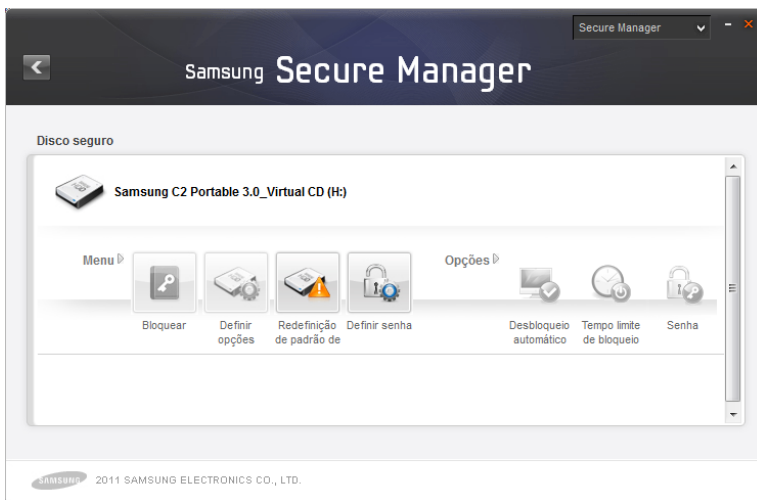 Secure Manager
Samsung Secure Manager
Disco seguro
Samsung C2 Portable 3.0_Virtual CD (H:)
Menu
Bloquear
Definir
opções
Redefinição
de padrão de
Definir senha
Opções
Desbloqueio
automático
Tempo limite
de bloqueio
Senha
SAMSUNG 2011 SAMSUNG ELECTRONICS CO., LTD.